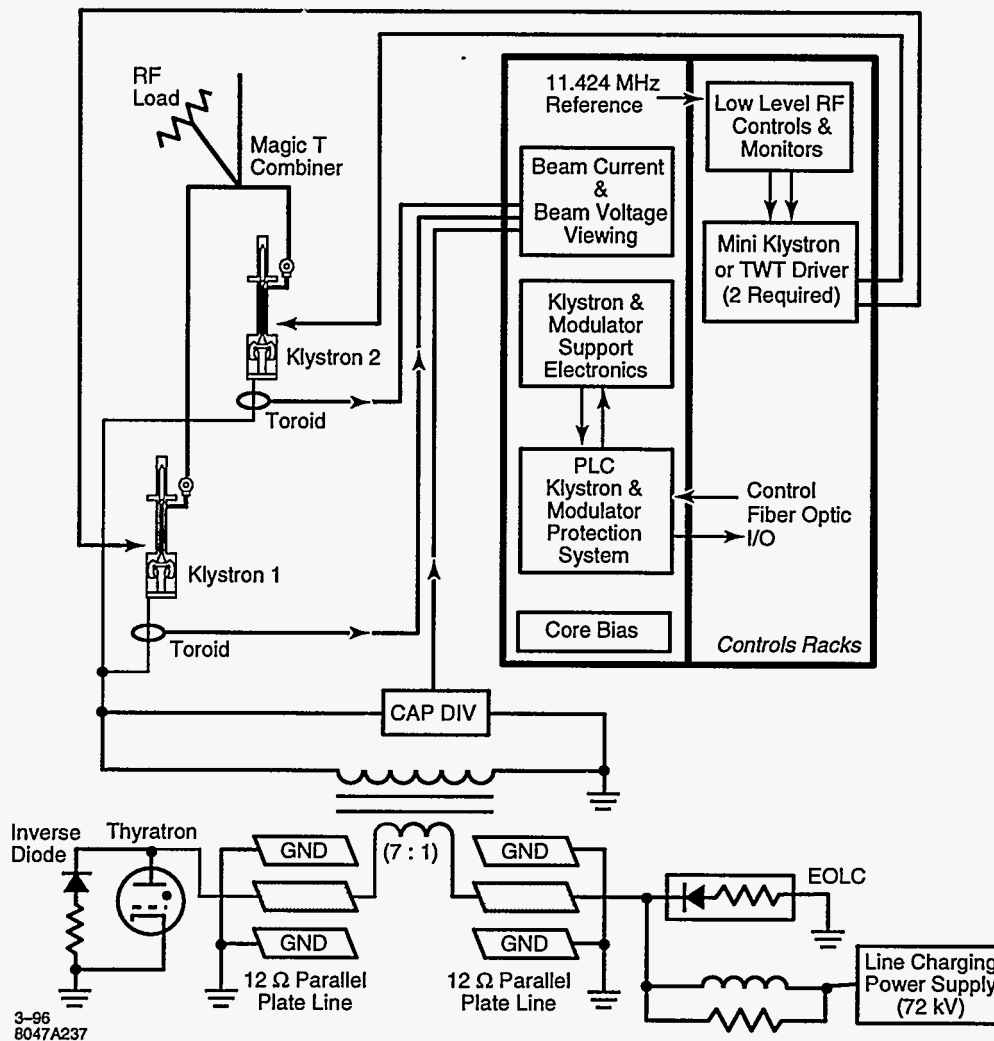 RF
Load
Magic T
Combiner
Klystron 2
Toroid
Klystron 1
Toroid
11.424 MHz
Reference
Low Level RF
Controls &
Monitors
Beam Current
&
Beam Voltage
Viewing
Mini Klystron
or TWT Driver
(2 Required)
Klystron &
Modulator
Support
Electronics
PLC
Klystron &
Modulator
Protection
System
Control
Fiber Optic
I/O
Core Bias
Controls Racks
CAP DIV
Inverse
Diode
Thyratron
GND
(7 : 1)
GND
EOLC
GND
GND
12 Ω Parallel
Plate Line
12 Ω Parallel
Plate Line
Line Charging
Power Supply
(72 kV)
3–96
8047A237